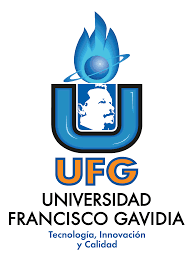 UFG
UNIVERSIDAD
FRANCISCO GAVIDIA
Tecnología, Innovación
y Calidad